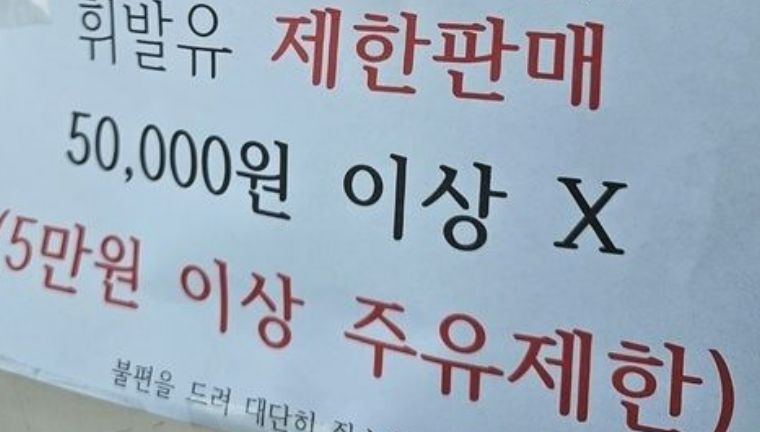 휘발유 제한판매
50,000원 이상 X
(5만원 이상 주유제한)
불편을 드려 대단히